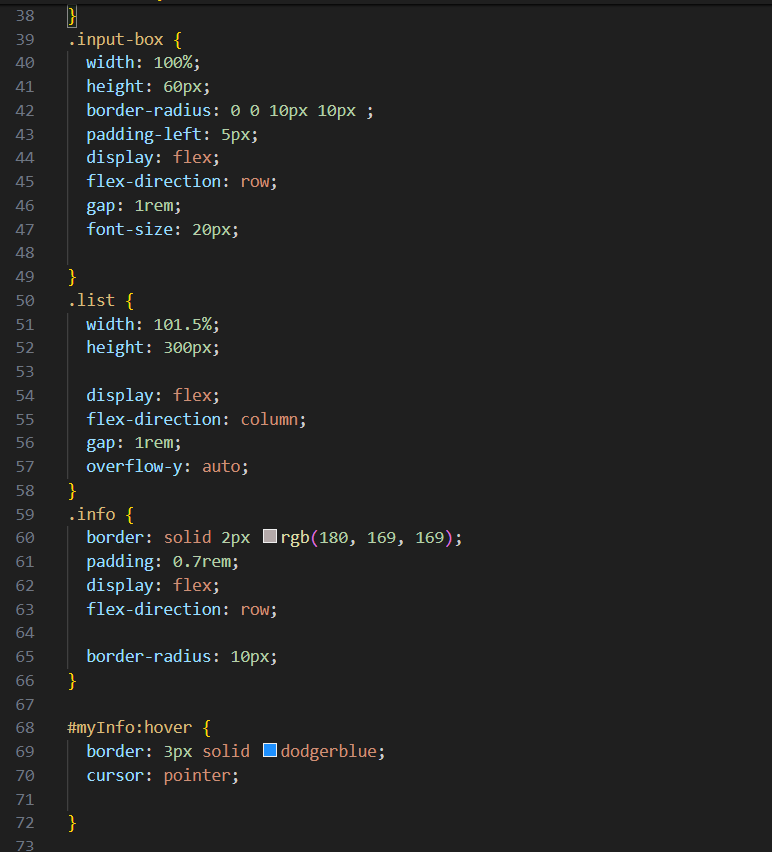 38 }
39 .input-box {
40 width: 100%;
41 height: 60px;
42 border-radius: 0 0 10px 10px ;
43 padding-left: 5px;
44 display: flex;
45 flex-direction: row;
46 gap: 1rem;
47 font-size: 20px;
48
49 }
50 .list {
51 width: 101.5%;
52 height: 300px;
53
54 display: flex;
55 flex-direction: column;
56 gap: 1rem;
57 overflow-y: auto;
58 }
59 .info {
60 border: solid 2px rgb(180, 169, 169);
61 padding: 0.7rem;
62 display: flex;
63 flex-direction: row;
64
65 border-radius: 10px;
66 }
67
68 #myInfo:hover {
69 border: 3px solid dodgerblue;
70 cursor: pointer;
71
72 }
73